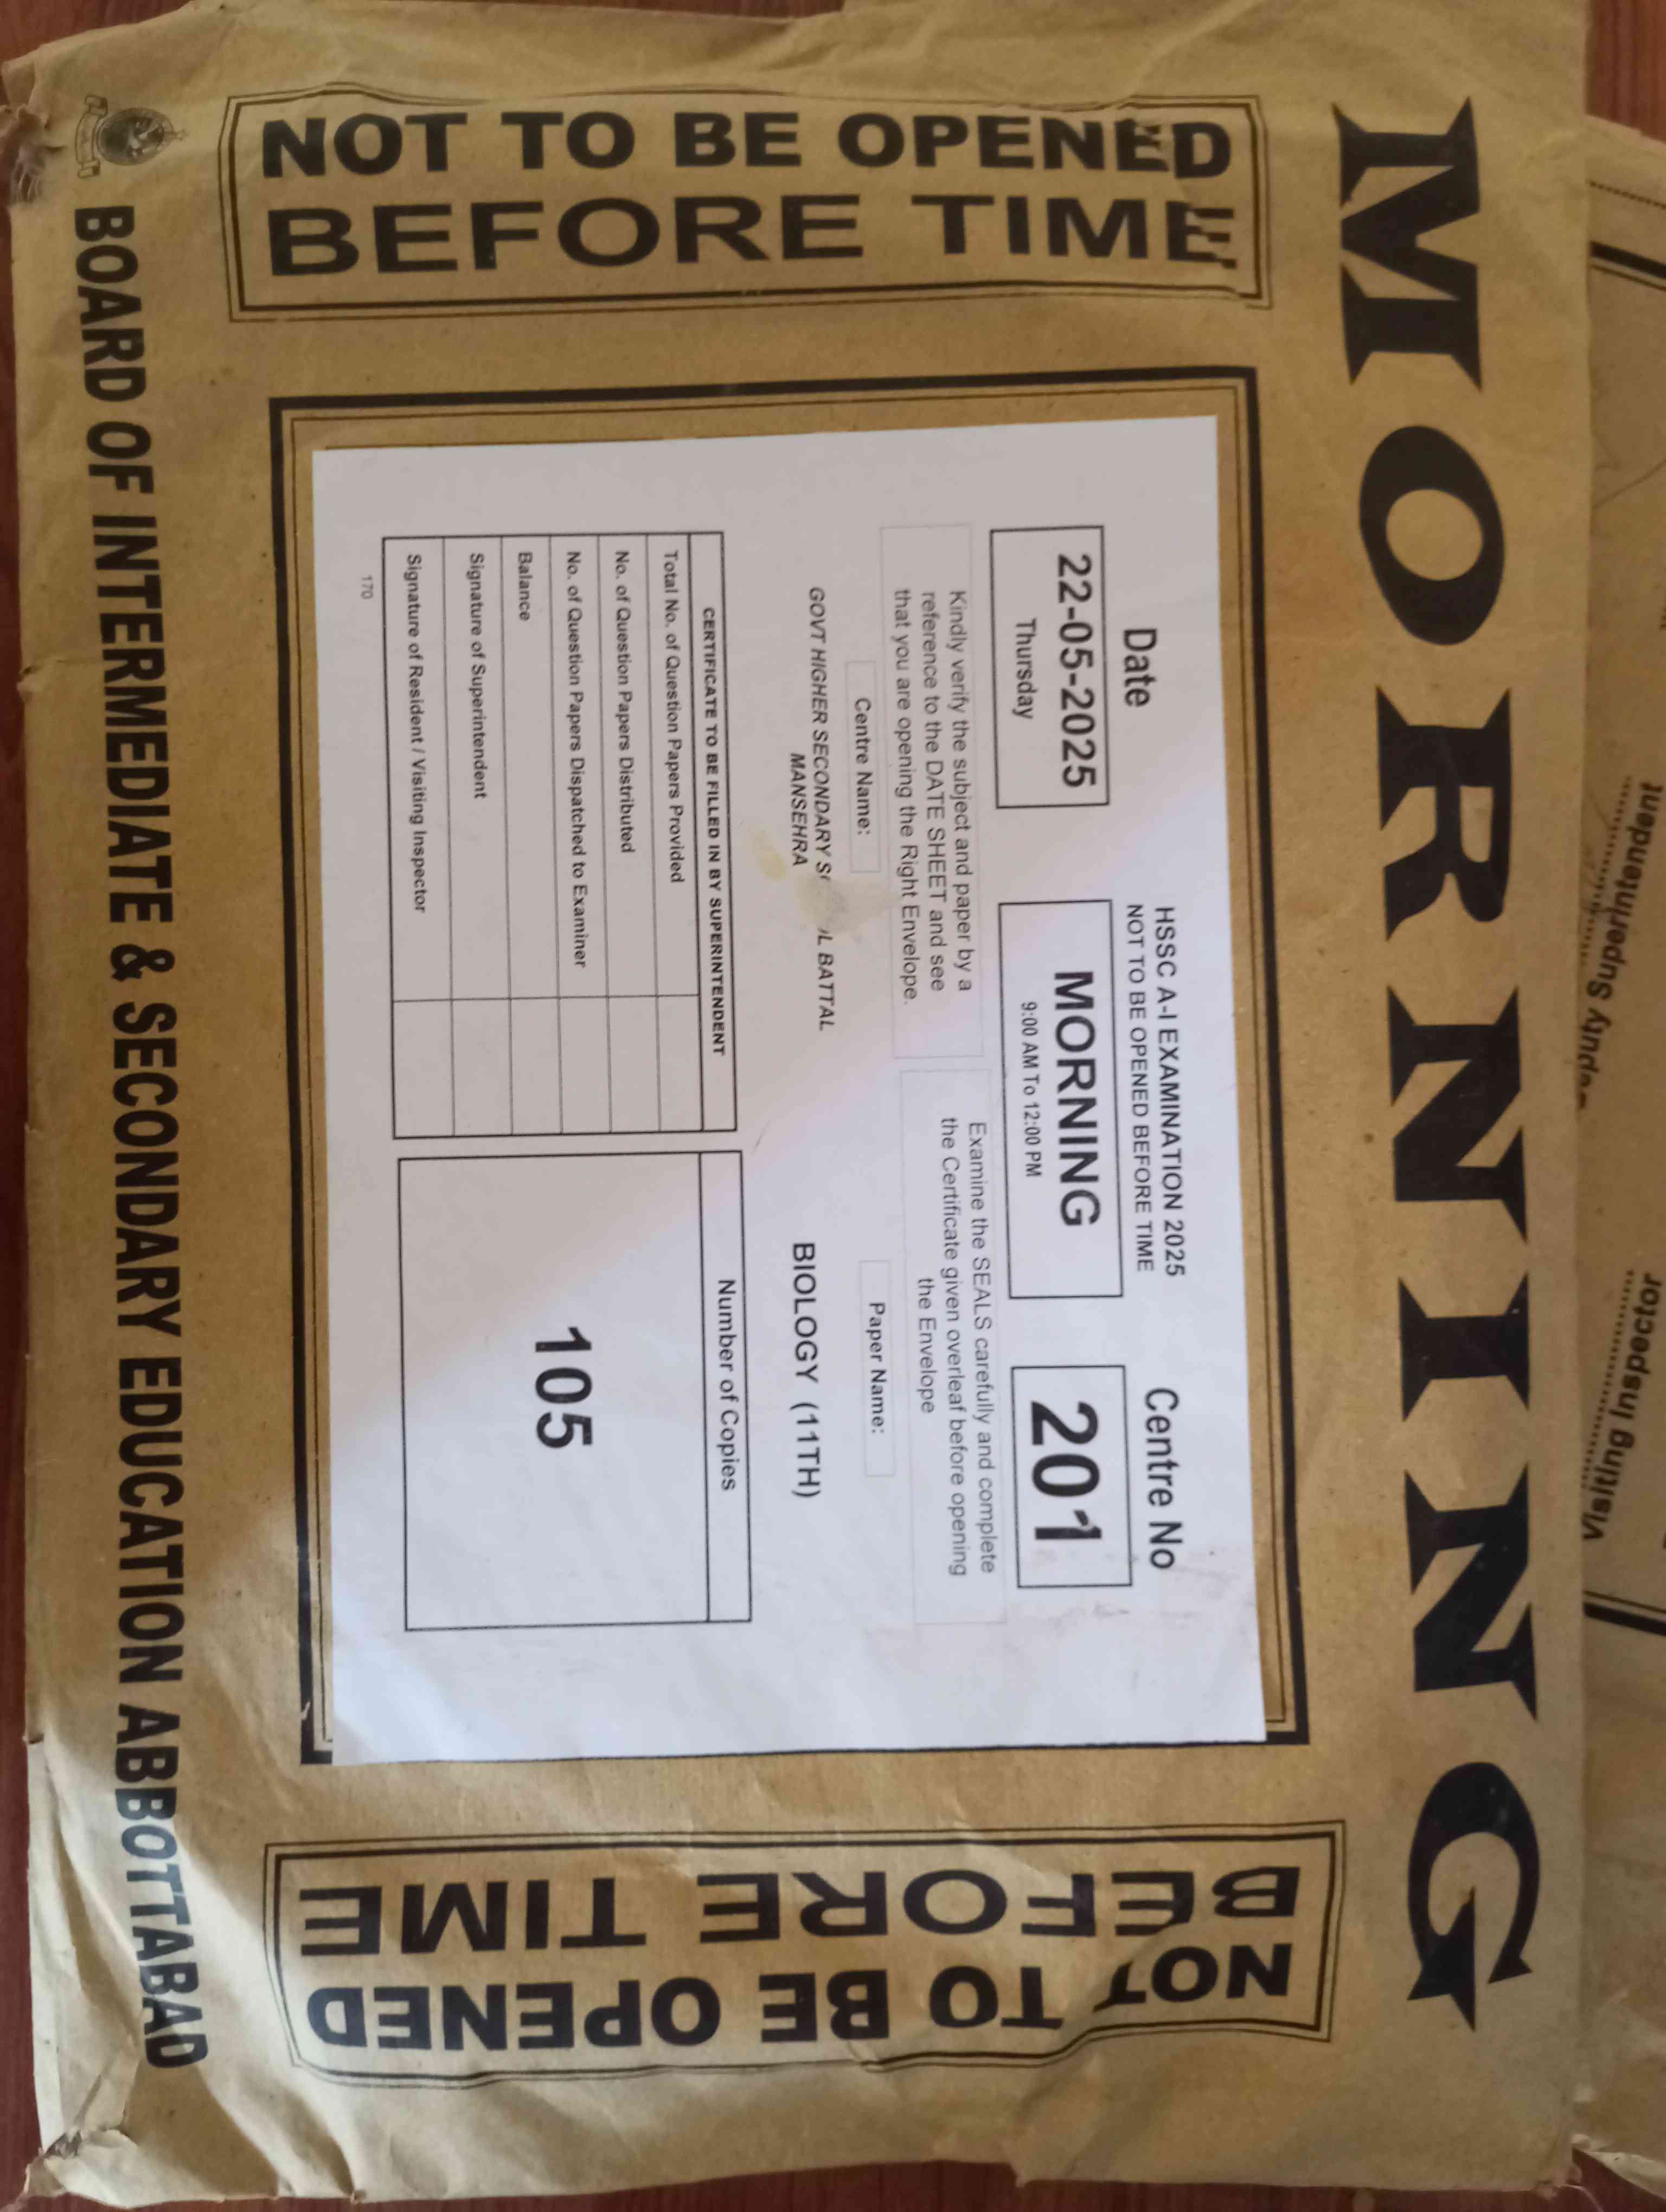 MORNING
NOT TO BE OPENED
BEFORE TIME
Date
22-05-2025
Thursday
HSSC A-I EXAMINATION 2025
NOT TO BE OPENED BEFORE TIME
MORNING
9:00 AM To 12:00 PM
Centre No
201
Kindly verify the subject and paper by a
reference to the DATE SHEET and see
that you are opening the Right Envelope.
Examine the SEALS carefully and complete
the Certificate given overleaf before opening
the Envelope
Centre Name:
GOVT HIGHER SECONDARY BATTAL
MANSEHRA
Paper Name:
BIOLOGY (11TH)
CERTIFICATE TO BE FILLED IN BY SUPERINTENDENT
Total No. of Question Papers Provided
No. of Question Papers Distributed
No. of Question Papers Dispatched to Examiner
Balance
Signature of Superintendent
Signature of Resident / Visiting Inspector
170
Number of Copies
105
NOT TO BE OPENED
BEFORE TIME
BOARD OF INTERMEDIATE & SECONDARY EDUCATION ABBOTTABAD
Superintendent
Visiting Inspector